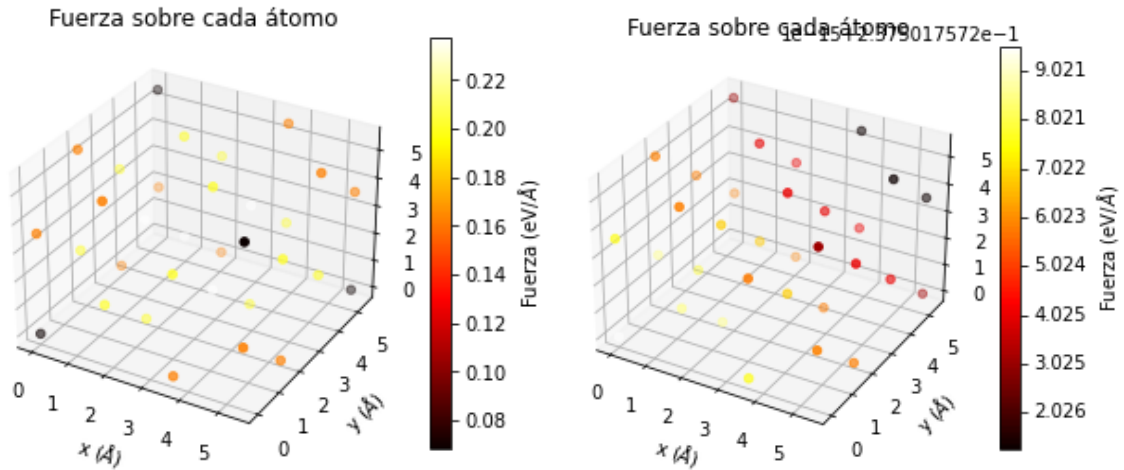 Fuerza sobre cada átomo
0.22
0.20
0.18
0.16
0.14
0.12
0.10
0.08
Fuerza (eV/Å)
5
4
3
2
1
0
0 1 2 3 4 5
x (Å)
0 1 2 3 4 5
y (Å)
Fuerza sobre cada átomo
1e−15+2.379017572e−1
9.021
8.021
7.022
6.023
5.024
4.025
3.025
2.026
Fuerza (eV/Å)
5
4
3
2
1
0
0 1 2 3 4 5
x (Å)
0 1 2 3 4 5
y (Å)